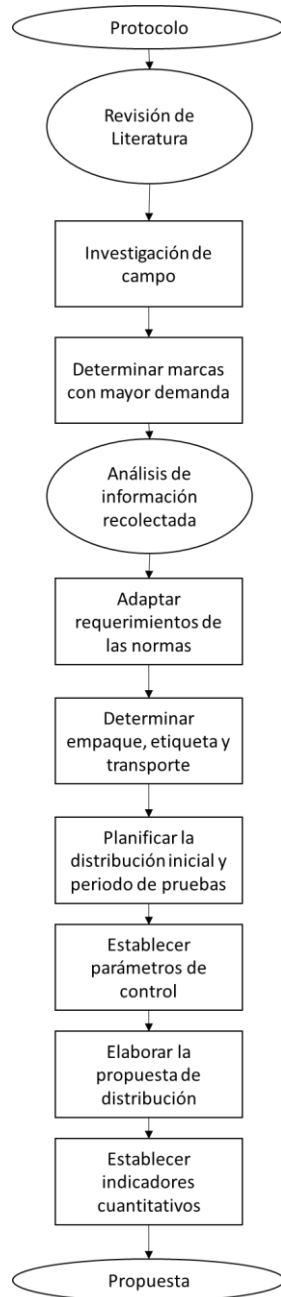 Protocolo
Revisión de
Literatura
Investigación de
campo
Determinar marcas
con mayor demanda
Análisis de
información
recolectada
Adaptar
requerimientos de
las normas
Determinar
empaque, etiqueta y
transporte
Planificar la
distribución inicial y
periodo de pruebas
Establecer
parámetros de
control
Elaborar la
propuesta de
distribución
Establecer
indicadores
cuantitativos
Propuesta